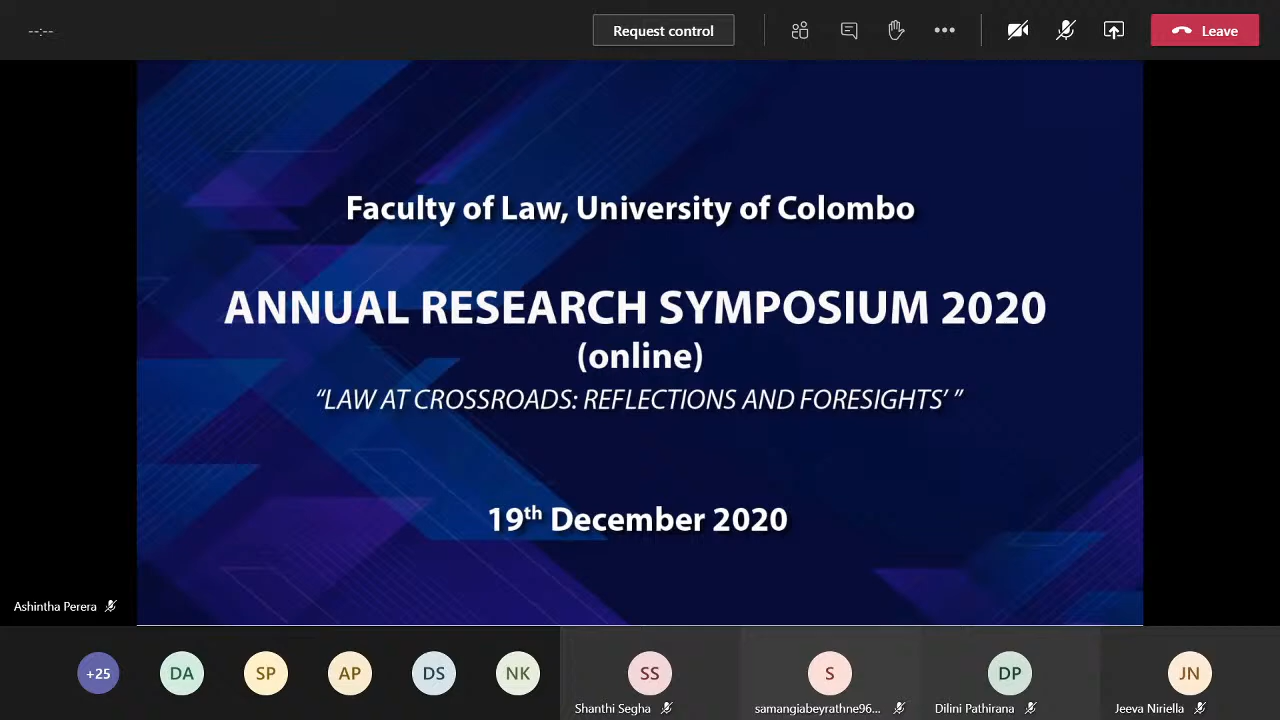 --:--
Request control
Leave
Faculty of Law, University of Colombo
ANNUAL RESEARCH SYMPOSIUM 2020
(online)
“LAW AT CROSSROADS: REFLECTIONS AND FORESIGHTS’ ”
19th December 2020
Ashintha Perera
+25
DA
SP
AP
DS
NK
SS
S
DP
JN
Shanthi Segha
samangiabeyrathne96...
Dilini Pathirana
Jeeva Niriella